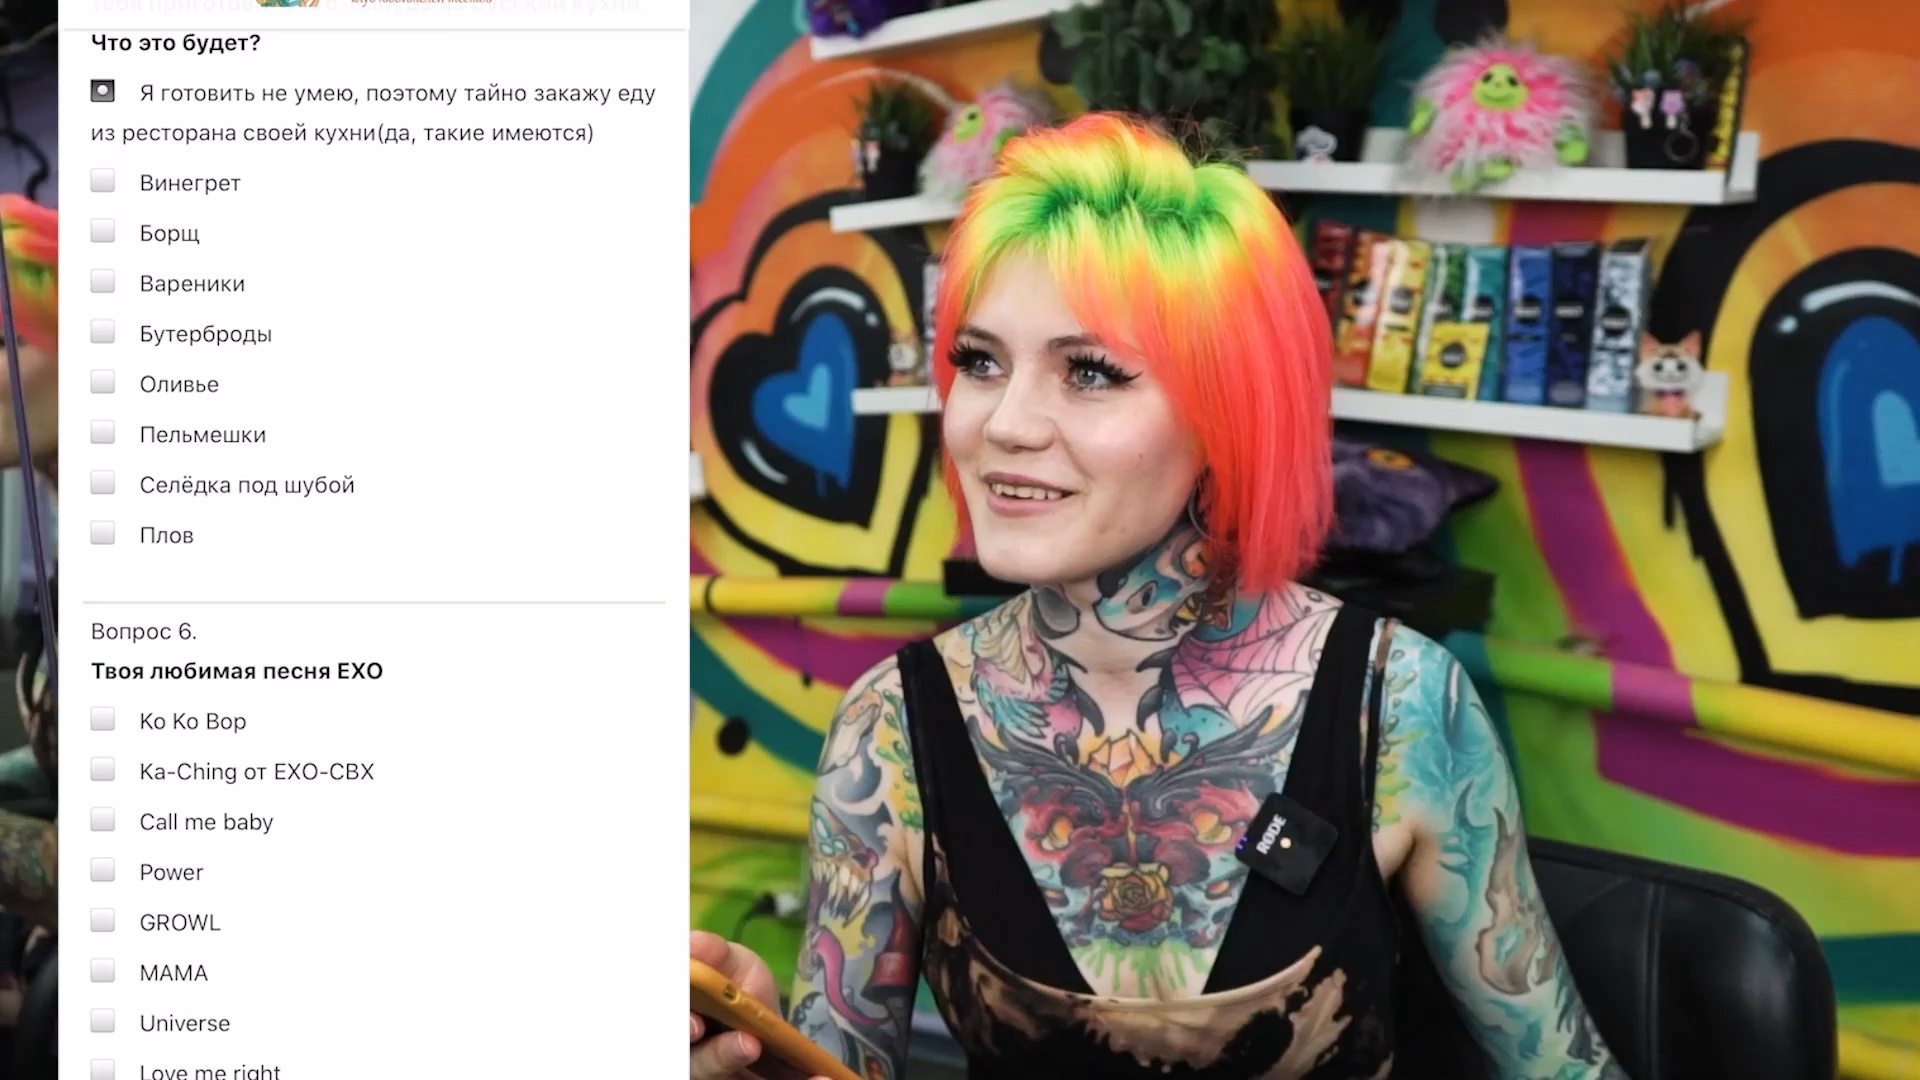 Что это будет?
Я готовить не умею, поэтому тайно закажу еду
из ресторана своей кухни(да, такие имеются)
Винегрет
Борщ
Вареники
Бутерброды
Оливье
Пельмешки
Селёдка под шубой
Плов
Вопрос 6.
Твоя любимая песня EXO
Ko Ko Bop
Ka-Ching от EXO-CBX
Call me baby
Power
GROWL
MAMA
Universe
Love me right
RØDE